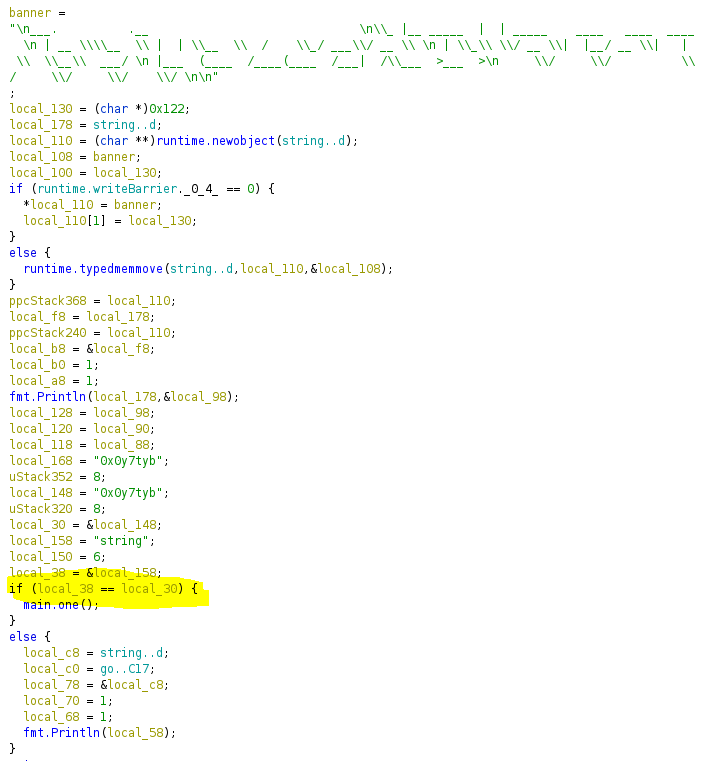 banner =
"\n___.          .__                              \n\\_ |__ _____  |  | _____    ____   ____  ____
  \n | __ \\\\__  \\ |  | \\__  \\  /    \\_/ ___\\/ __ \\ \n | \\_\\ \\/ __ \\|  |__/ __ \\|   |
 \\  \\__\\  ___/ \n |___  (____  /____(____  /___|  /\\___  >___  >\n     \\/     \\/          \\
/     \\/     \\/    \\/ \n\n"
;
local_130 = (char *)0x122;
local_178 = string..d;
local_110 = (char **)runtime.newobject(string..d);
local_108 = banner;
local_100 = local_130;
if (runtime.writeBarrier._0_4_ == 0) {
  *local_110 = banner;
  local_110[1] = local_130;
}
else {
  runtime.typedmemmove(string..d,local_110,&local_108);
}
ppcStack368 = local_110;
local_f8 = local_178;
ppcStack240 = local_110;
local_b8 = &local_f8;
local_b0 = 1;
local_a8 = 1;
fmt.Println(local_178,&local_98);
local_128 = local_98;
local_120 = local_90;
local_118 = local_88;
local_168 = "0x0y7tyb";
uStack352 = 8;
local_148 = "0x0y7tyb";
uStack320 = 8;
local_30 = &local_148;
local_158 = "string";
local_150 = 6;
local_38 = &local_158;
if (local_38 == local_30) {
  main.one();
}
else {
  local_c8 = string..d;
  local_c0 = go..C17;
  local_78 = &local_c8;
  local_70 = 1;
  local_68 = 1;
  fmt.Println(local_58);
}